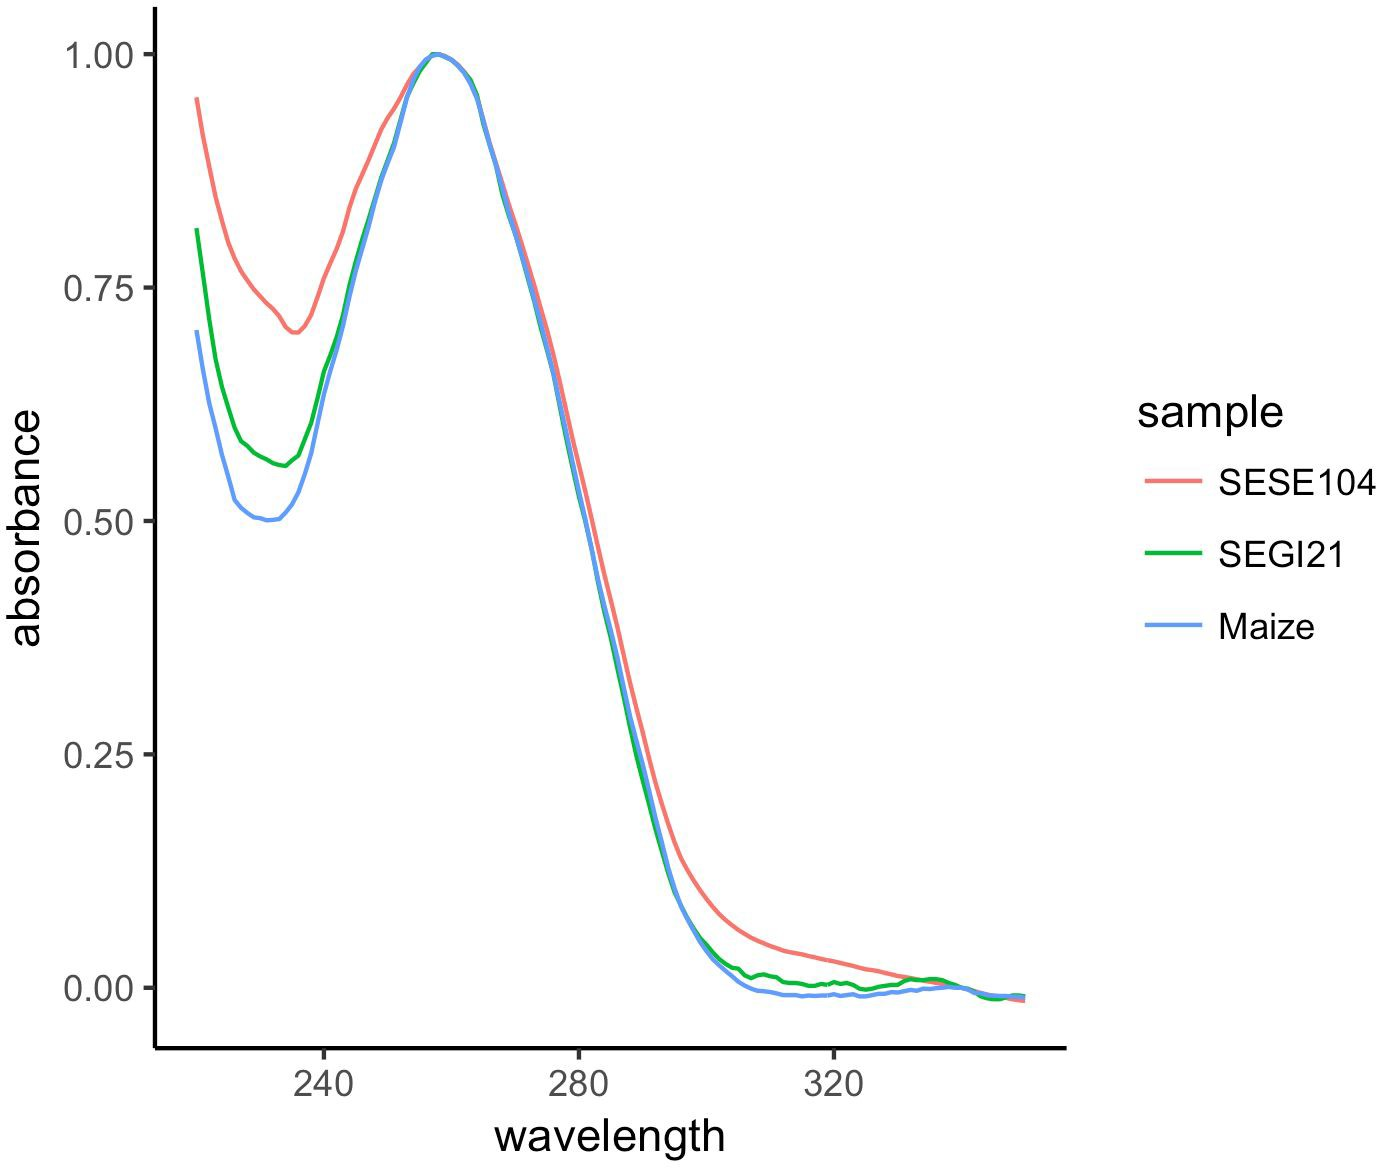 absorbance
1.00
0.75
0.50
0.25
0.00
240 280 320
wavelength
sample
SESE104
SEGI21
Maize